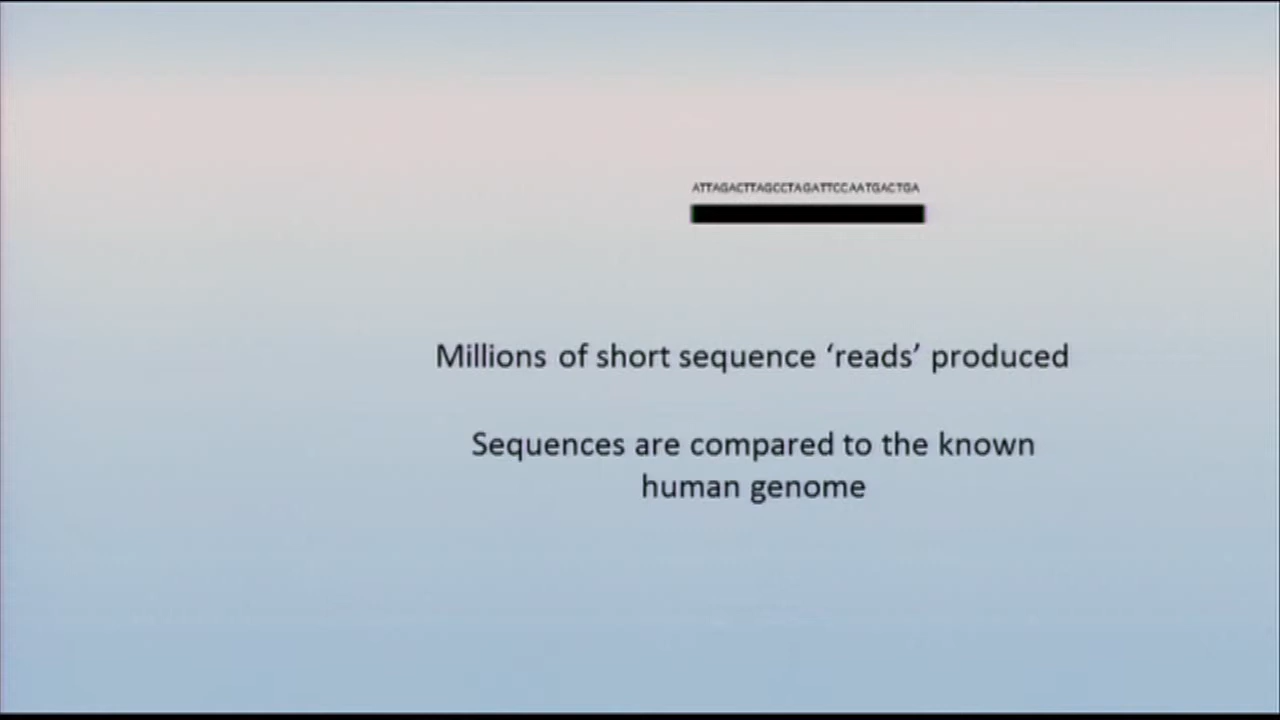 ATTAGACTTAGCCTAGATTCCAATGACTGA
Millions of short sequence ‘reads’ produced
Sequences are compared to the known
human genome